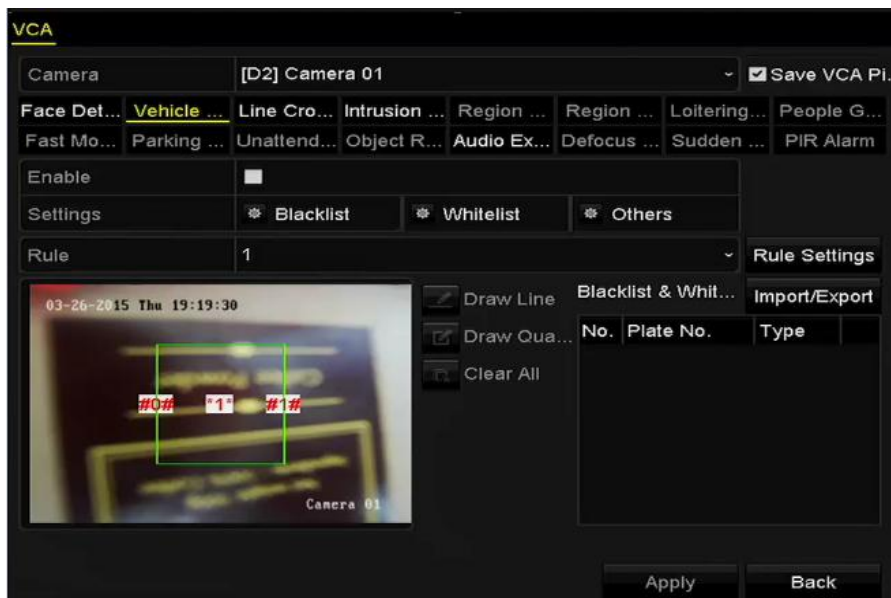 VCA
Camera [D2] Camera 01 Save VCA Pi.
Face Det... Vehicle ... Line Cro... Intrusion ... Region ... Region ... Loitering... People G...
Fast Mo... Parking ... Unattend... Object R... Audio Ex... Defocus ... Sudden ... PIR Alarm
Enable
Settings Blacklist Whitelist Others
Rule 1 Rule Settings
03-26-2015 Thu 19:19:30
Draw Line
Draw Qua...
Clear All
#0# *1* #1#
Camera 01
Blacklist & Whit... Import/Export
No. Plate No. Type
Apply Back